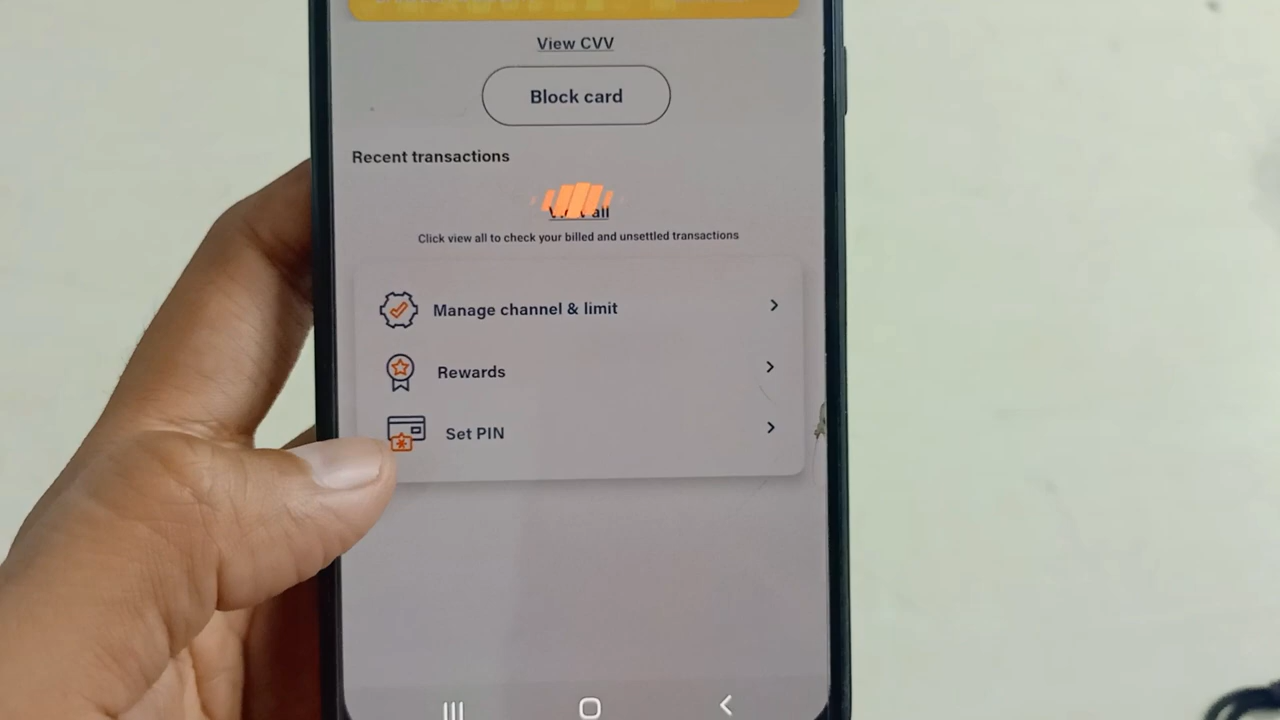 View CVV
Block card
Recent transactions
all
Click view all to check your billed and unsettled transactions
Manage channel & limit
Rewards
Set PIN